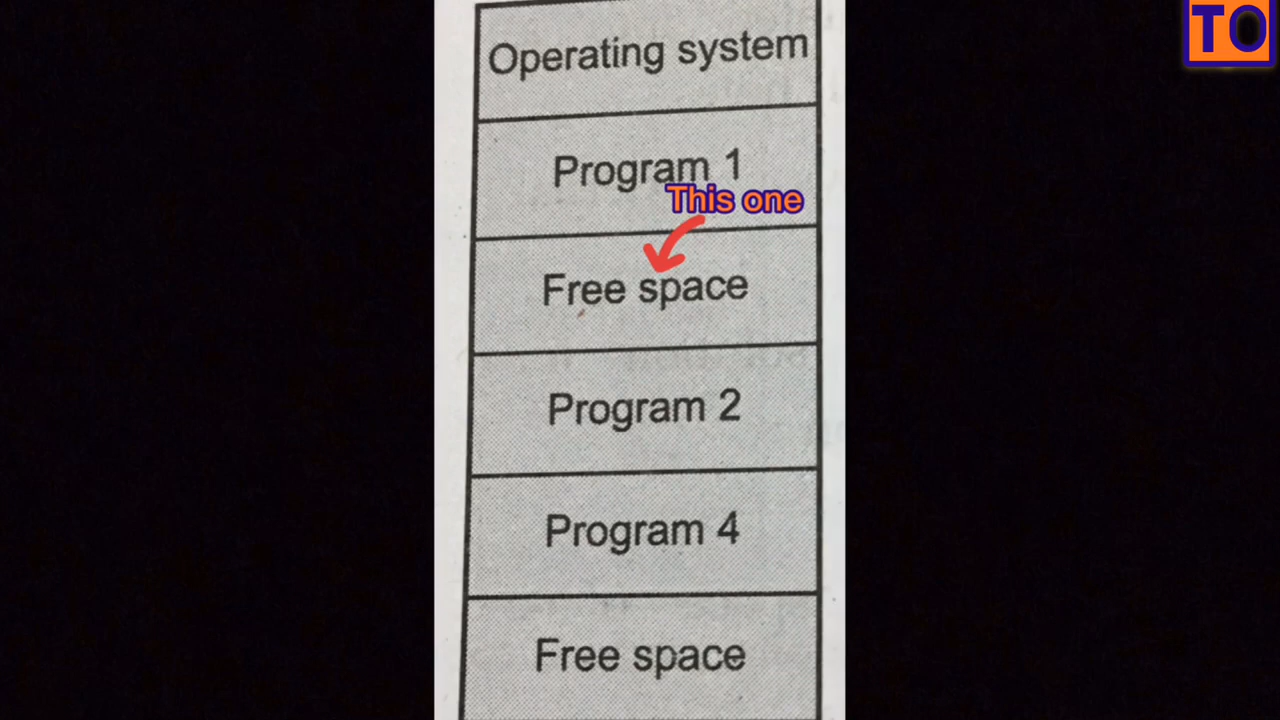 TO
Operating system
Program 1
This one
Free space
Program 2
Program 4
Free space